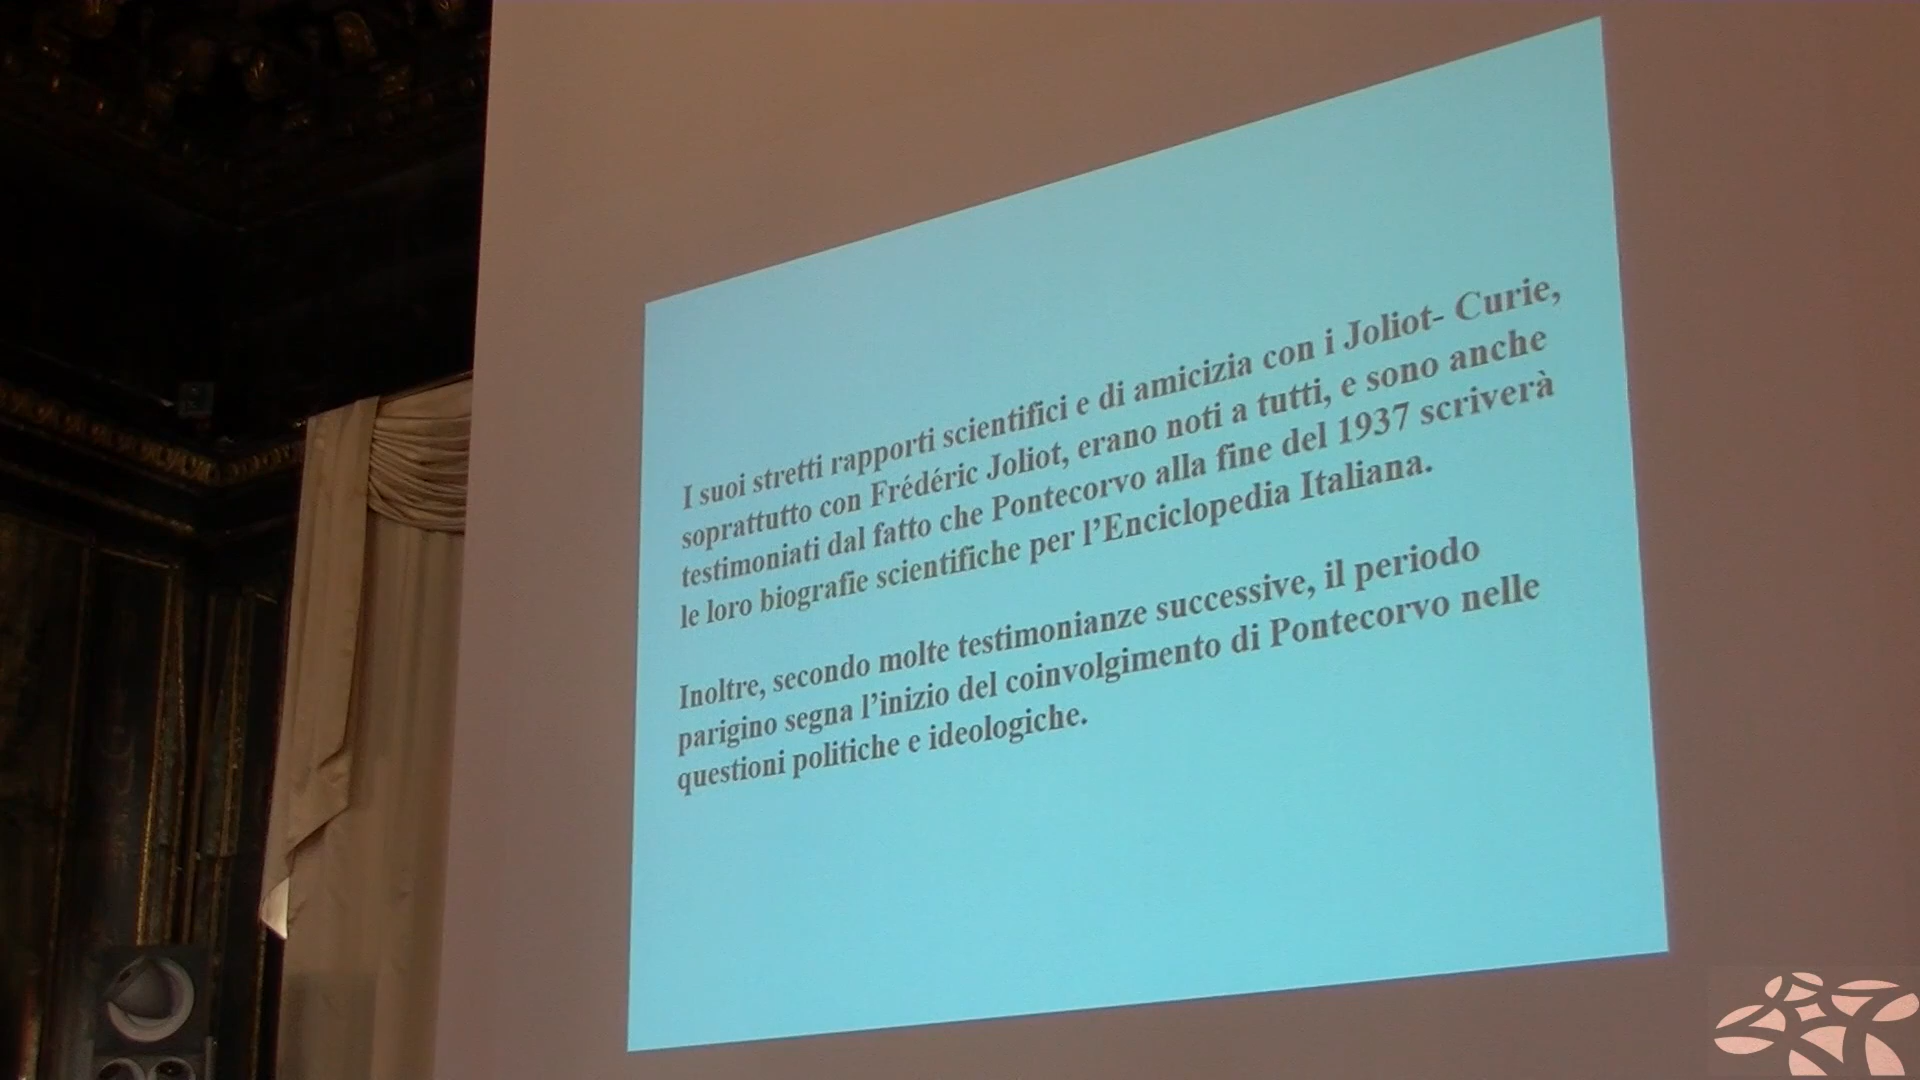 I suoi stretti rapporti scientifici e di amicizia con i Joliot- Curie,
soprattutto con Frédéric Joliot, erano noti a tutti, e sono anche
testimoniati dal fatto che Pontecorvo alla fine del 1937 scriverà
le loro biografie scientifiche per l’Enciclopedia Italiana.
Inoltre, secondo molte testimonianze successive, il periodo
parigino segna l’inizio del coinvolgimento di Pontecorvo nelle
questioni politiche e ideologiche.